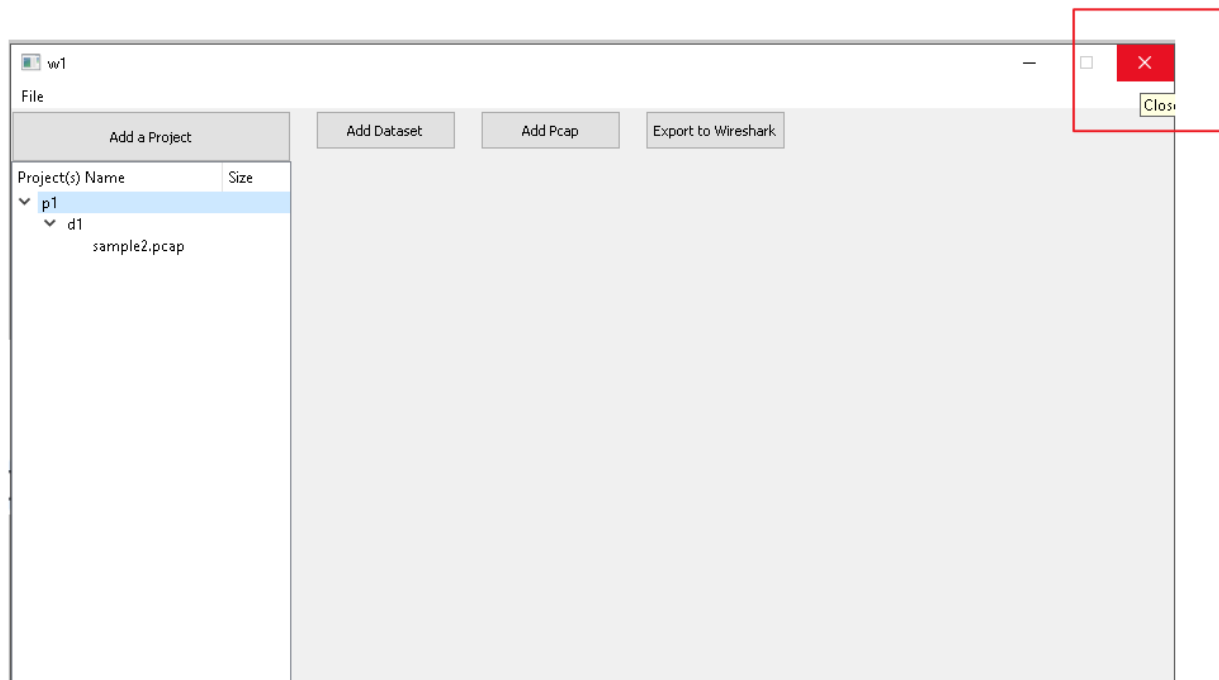 w1
File
Add a Project
Add Dataset
Add Pcap
Export to Wireshark
Project(s) Name
Size
p1
d1
sample2.pcap